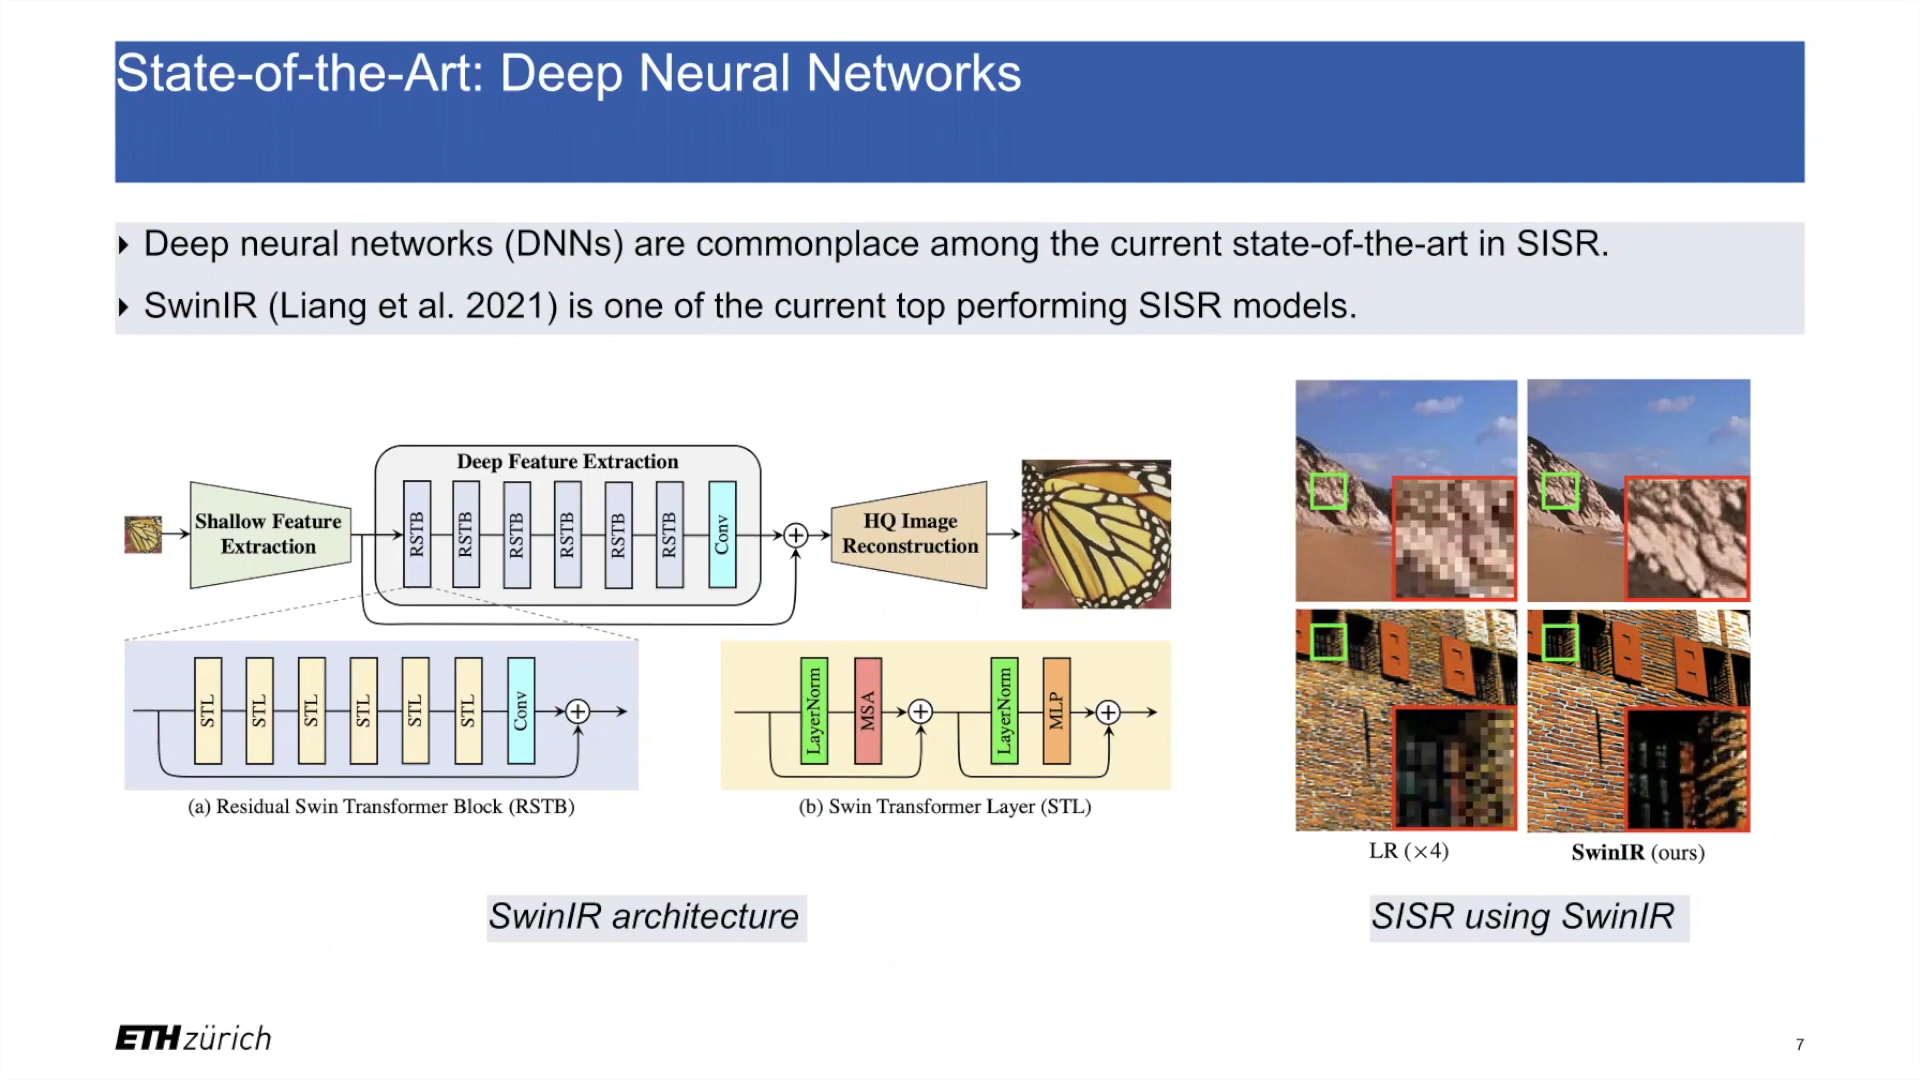 State-of-the-Art: Deep Neural Networks
Deep neural networks (DNNs) are commonplace among the current state-of-the-art in SISR.
SwinIR (Liang et al. 2021) is one of the current top performing SISR models.
Deep Feature Extraction
Shallow Feature
Extraction
RSTB
RSTB
RSTB
RSTB
RSTB
RSTB
Conv
+
HQ Image
Reconstruction
STL
STL
STL
STL
STL
STL
Conv
+
(a) Residual Swin Transformer Block (RSTB)
LayerNorm
MSA
+
LayerNorm
MLP
+
(b) Swin Transformer Layer (STL)
LR (×4)
SwinIR (ours)
SwinIR architecture
SISR using SwinIR
ETH zürich
7